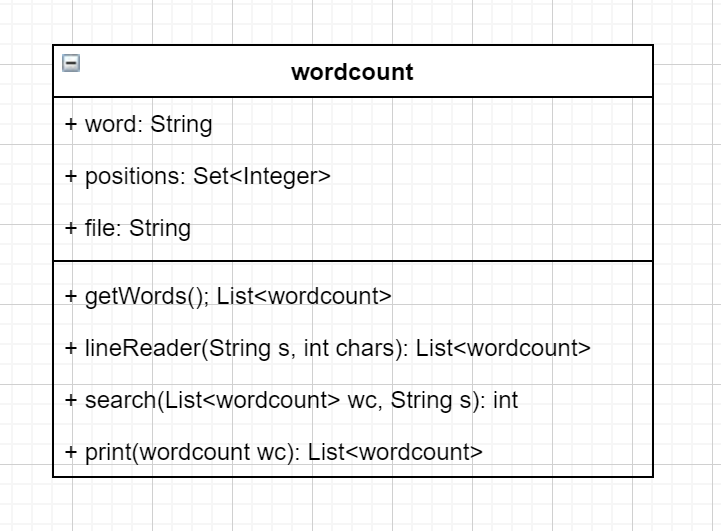 wordcount
+ word: String
+ positions: Set<Integer>
+ file: String
+ getWords(); List<wordcount>
+ lineReader(String s, int chars): List<wordcount>
+ search(List<wordcount> wc, String s): int
+ print(wordcount wc): List<wordcount>